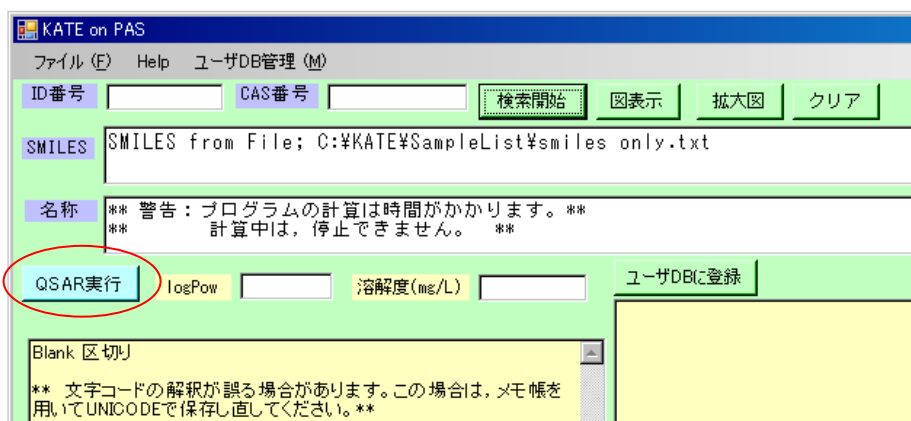 KATE on PAS
ファイル (F) Help ユーザDB管理 (M)
ID番号 CAS番号 検索開始 図表示 拡大図 クリア
SMILES SMILES from File; C:¥KATE¥SampleList¥smiles only.txt
名称 ** 警告：プログラムの計算は時間がかかります。**
** 計算中は，停止できません。 **
QSAR実行 logPow 溶解度(mg/L) ユーザDBに登録
Blank 区切り
** 文字コードの解釈が誤る場合があります。この場合は，メモ帳を
用いてUNICODEで保存し直してください。**